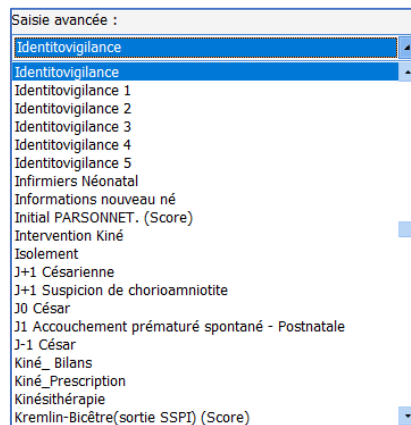 Saisie avancée :
Identitovigilance
Identitovigilance
Identitovigilance 1
Identitovigilance 2
Identitovigilance 3
Identitovigilance 4
Identitovigilance 5
Infirmiers Néonatal
Informations nouveau né
Initial PARSONNET. (Score)
Intervention Kiné
Isolement
J+1 Césarienne
J+1 Suspicion de chorioamniotite
J0 César
J1 Accouchement prématuré spontané - Postnatale
J-1 César
Kiné_ Bilans
Kiné_Prescription
Kinésithérapie
Kremlin-Bicêtre(sortie SSPI) (Score)